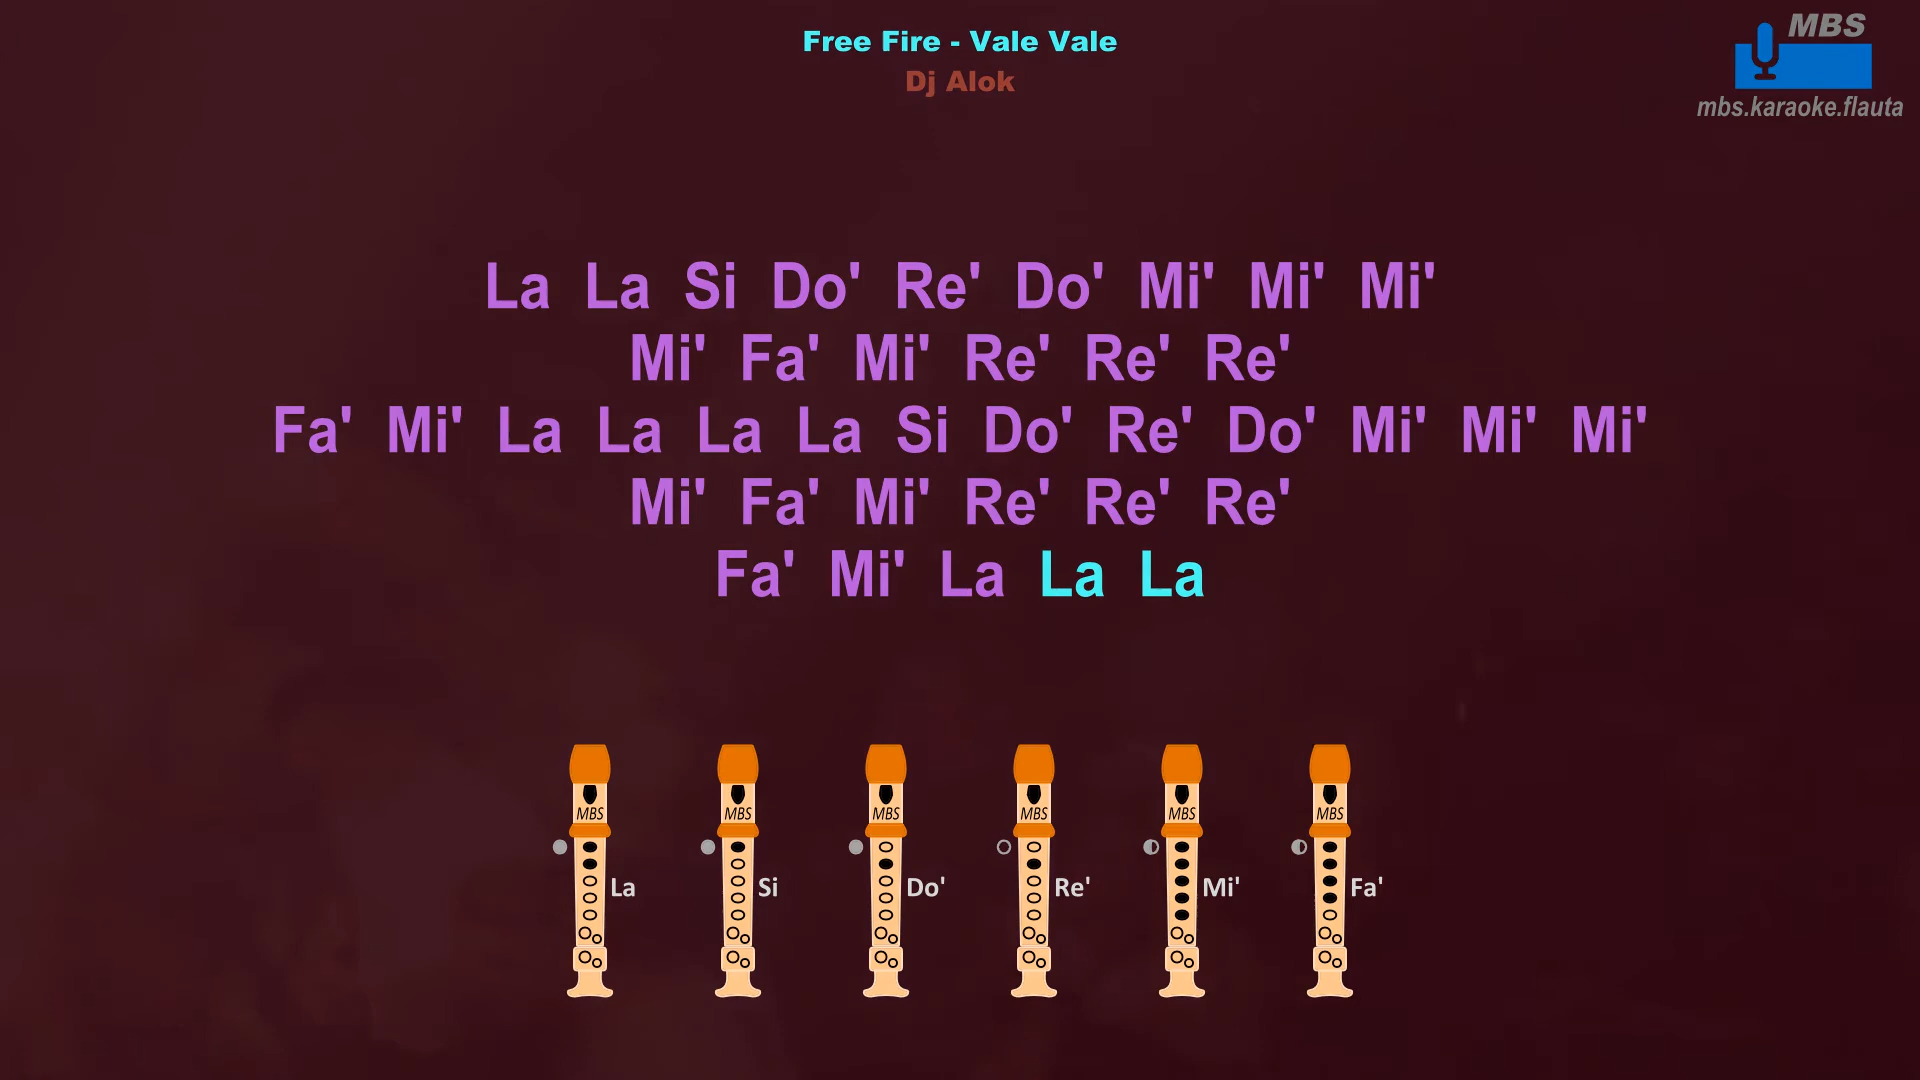 Free Fire - Vale Vale
Dj Alok
MBS
mbs.karaoke.flauta
La La Si Do' Re' Do' Mi' Mi' Mi'
Mi' Fa' Mi' Re' Re' Re'
Fa' Mi' La La La La Si Do' Re' Do' Mi' Mi' Mi'
Mi' Fa' Mi' Re' Re' Re'
Fa' Mi' La La La
MBS MBS MBS MBS MBS MBS
La Si Do' Re' Mi' Fa'